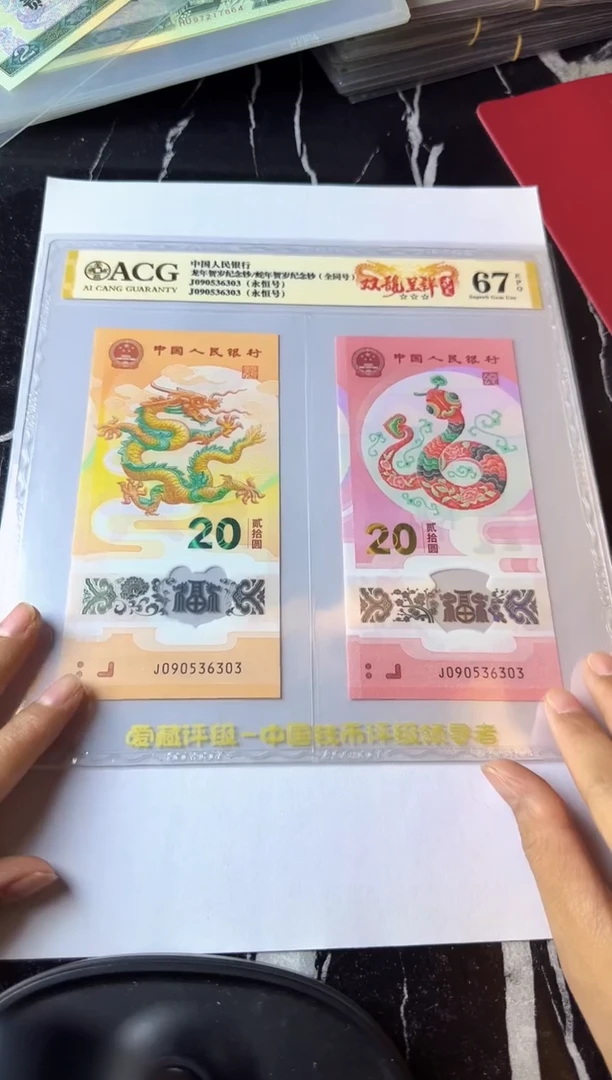 HU97217664
ACG
AI CANG GUARANTY
中国人民银行
龙年贺岁纪念钞/蛇年贺岁纪念钞（全同号）
J090536303（永恒号）
J090536303（永恒号）
双龍呈祥
67
EPQ
Superb Gem Unc
中国人民银行
20
贰拾圆
福
J090536303
中国人民银行
20
贰拾圆
福
J090536303
爱藏评级-中国钱币评级领导者